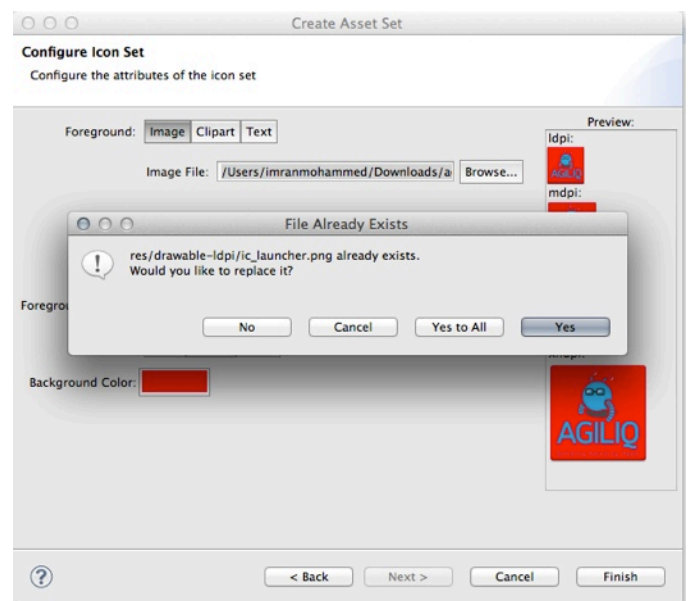 Create Asset Set
Configure Icon Set
Configure the attributes of the icon set
Foreground: Image Clipart Text
Preview:
ldpi:
AGILIQ
Image File: /Users/imranmohammed/Downloads/a Browse...
mdpi:
File Already Exists
res/drawable-ldpi/ic_launcher.png already exists.
Would you like to replace it?
No Cancel Yes to All Yes
Background Color:
AGILIQ
< Back Next > Cancel Finish